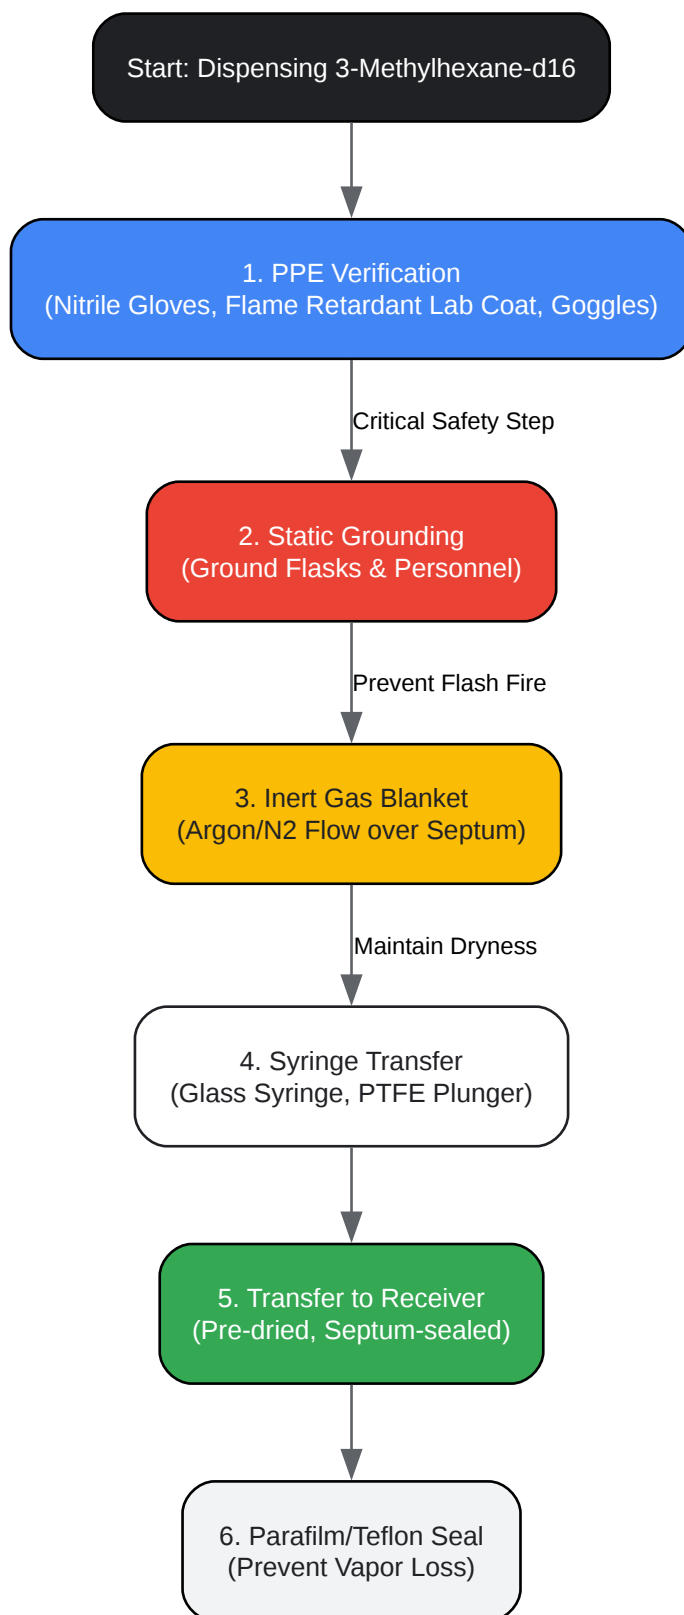 Start: Dispensing 3-Methylhexane-d16
1. PPE Verification
(Nitrile Gloves, Flame Retardant Lab Coat, Goggles)
Critical Safety Step
2. Static Grounding
(Ground Flasks & Personnel)
Prevent Flash Fire
3. Inert Gas Blanket
(Argon/N2 Flow over Septum)
Maintain Dryness
4. Syringe Transfer
(Glass Syringe, PTFE Plunger)
5. Transfer to Receiver
(Pre-dried, Septum-sealed)
6. Parafilm/Teflon Seal
(Prevent Vapor Loss)